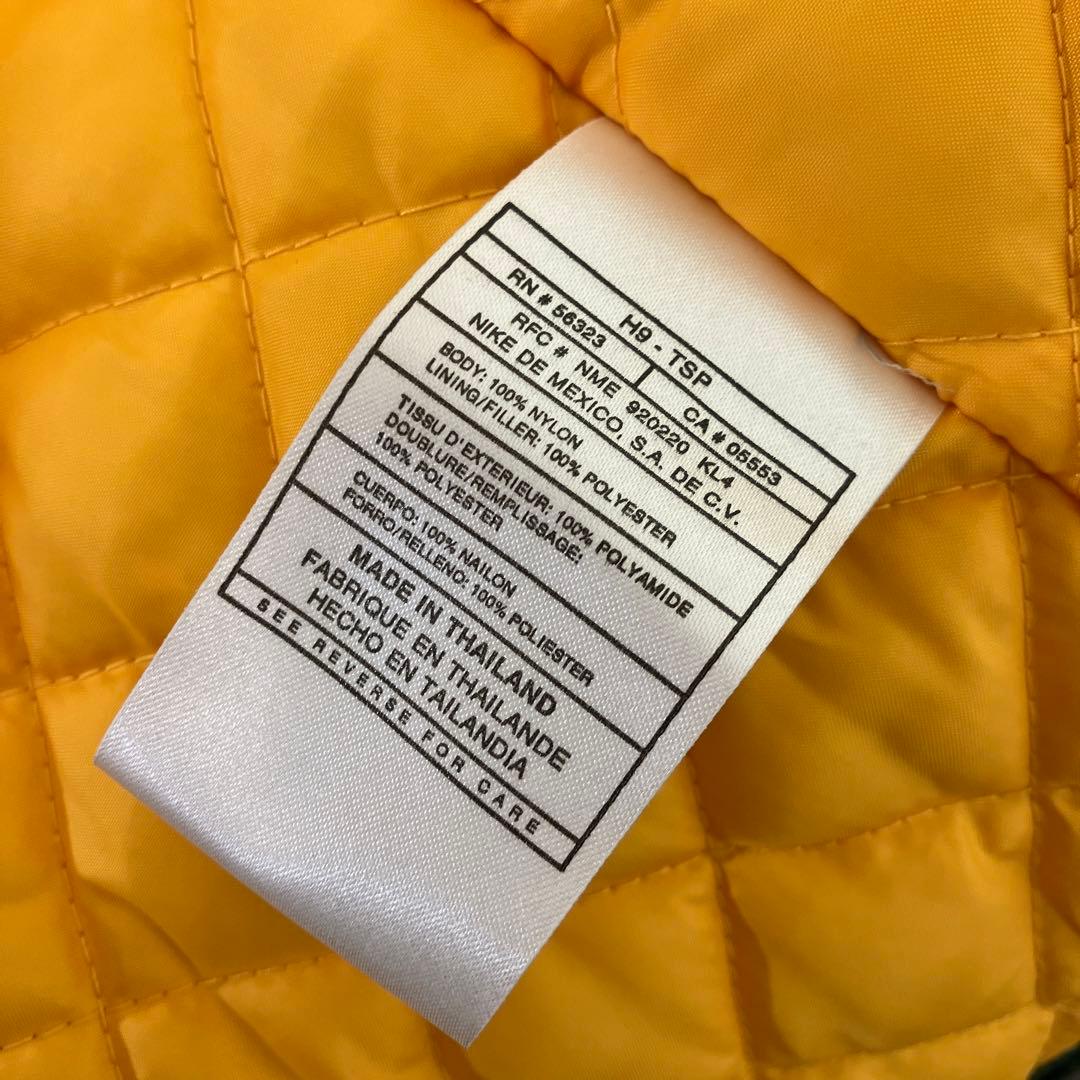 H9 - TSP
RN # 56323 CA # 05553
RFC # NME 920220 KL4
NIKE DE MEXICO, S.A. DE C.V.
BODY: 100% NYLON
LINING/FILLER: 100% POLYESTER
TISSU D'EXTERIEUR: 100% POLYAMIDE
DOUBLURE/REMPLISSAGE:
100% POLYESTER
CUERPO: 100% NAILON
FORRO/RELLENO: 100% POLIESTER
MADE IN THAILAND
FABRIQUE EN THAILANDE
HECHO EN TAILANDIA
SEE REVERSE FOR CARE